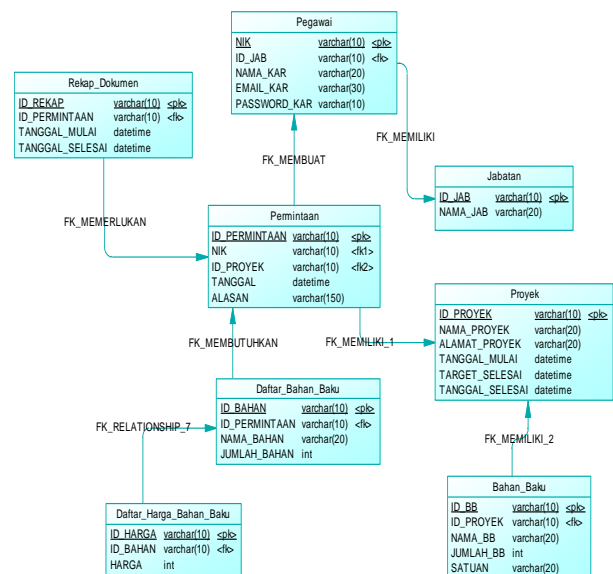 Pegawai
NIK varchar(10) <pk>
ID_JAB varchar(10) <fk>
NAMA_KAR varchar(20)
EMAIL_KAR varchar(30)
PASSWORD_KAR varchar(10)
Rekap_Dokumen
ID_REKAP varchar(10) <pk>
ID_PERMINTAAN varchar(10) <fk>
TANGGAL_MULAI datetime
TANGGAL_SELESAI datetime
FK_MEMILIKI
FK_MEMBUAT
Jabatan
ID_JAB varchar(10) <pk>
NAMA_JAB varchar(20)
FK_MEMERLUKAN
Permintaan
ID_PERMINTAAN varchar(10) <pk>
NIK varchar(10) <fk1>
ID_PROYEK varchar(10) <fk2>
TANGGAL datetime
ALASAN varchar(150)
Proyek
ID_PROYEK varchar(10) <pk>
NAMA_PROYEK varchar(20)
ALAMAT_PROYEK varchar(20)
TANGGAL_MULAI datetime
TARGET_SELESAI datetime
TANGGAL_SELESAI datetime
FK_MEMBUTUHKAN
FK_MEMILIKI_1
Daftar_Bahan_Baku
ID_BAHAN varchar(10) <pk>
ID_PERMINTAAN varchar(10) <fk>
NAMA_BAHAN varchar(20)
JUMLAH_BAHAN int
FK_RELATIONSHIP_7
FK_MEMILIKI_2
Daftar_Harga_Bahan_Baku
ID_HARGA varchar(10) <pk>
ID_BAHAN varchar(10) <fk>
HARGA int
Bahan_Baku
ID_BB varchar(10) <pk>
ID_PROYEK varchar(10) <fk>
NAMA_BB varchar(20)
JUMLAH_BB int
SATUAN varchar(20)